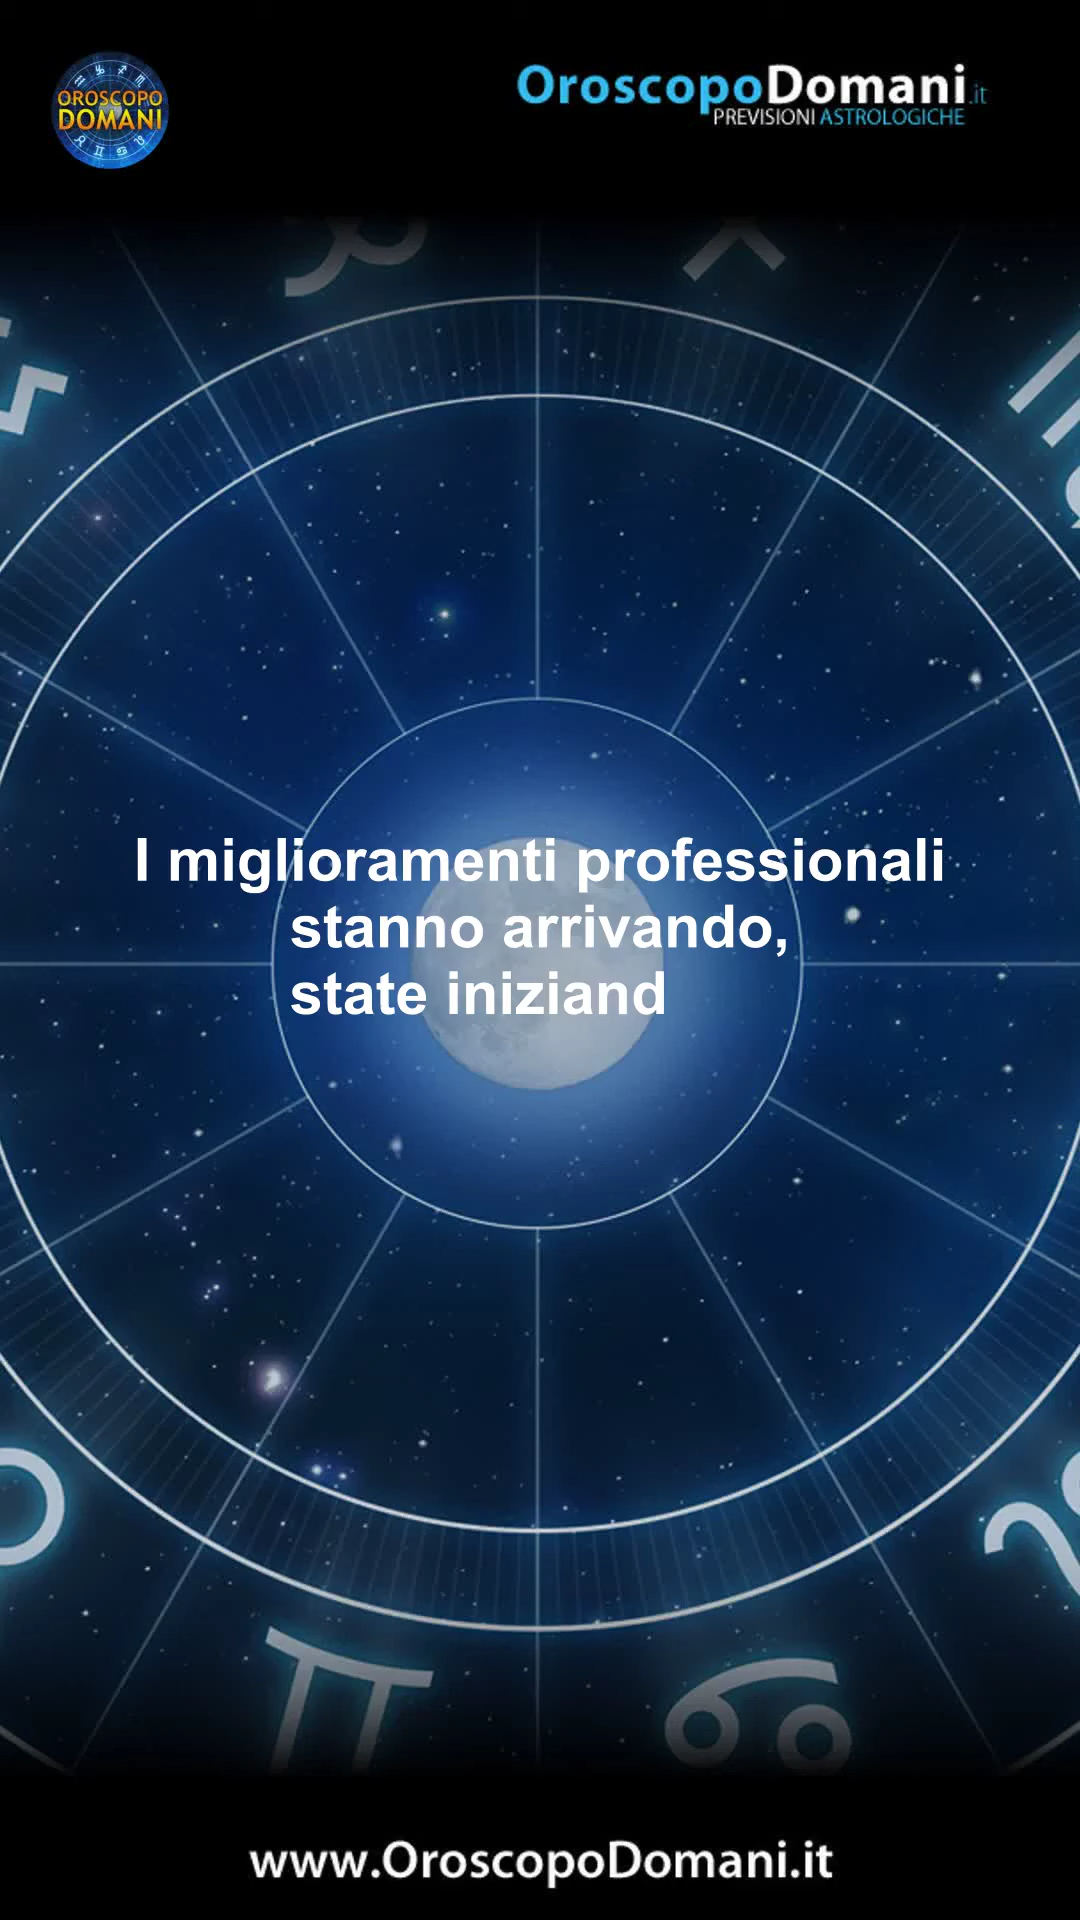 OROSCOPO
DOMANI
OroscopoDomani.it
PREVISIONI ASTROLOGICHE
I miglioramenti professionali
stanno arrivando,
state iniziand
www.OroscopoDomani.it